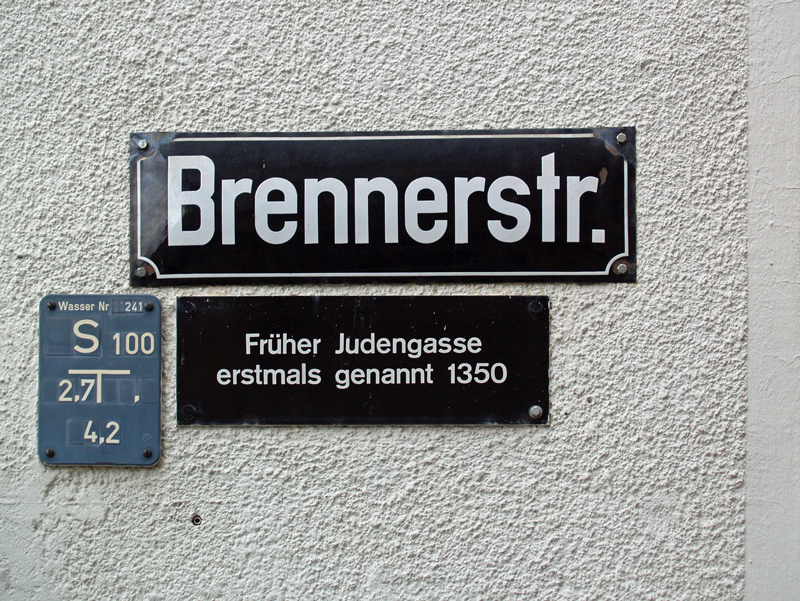 Brennerstr.
Früher Judengasse
erstmals genannt 1350
Wasser Nr 241
S 100
2,7 ,
4,2